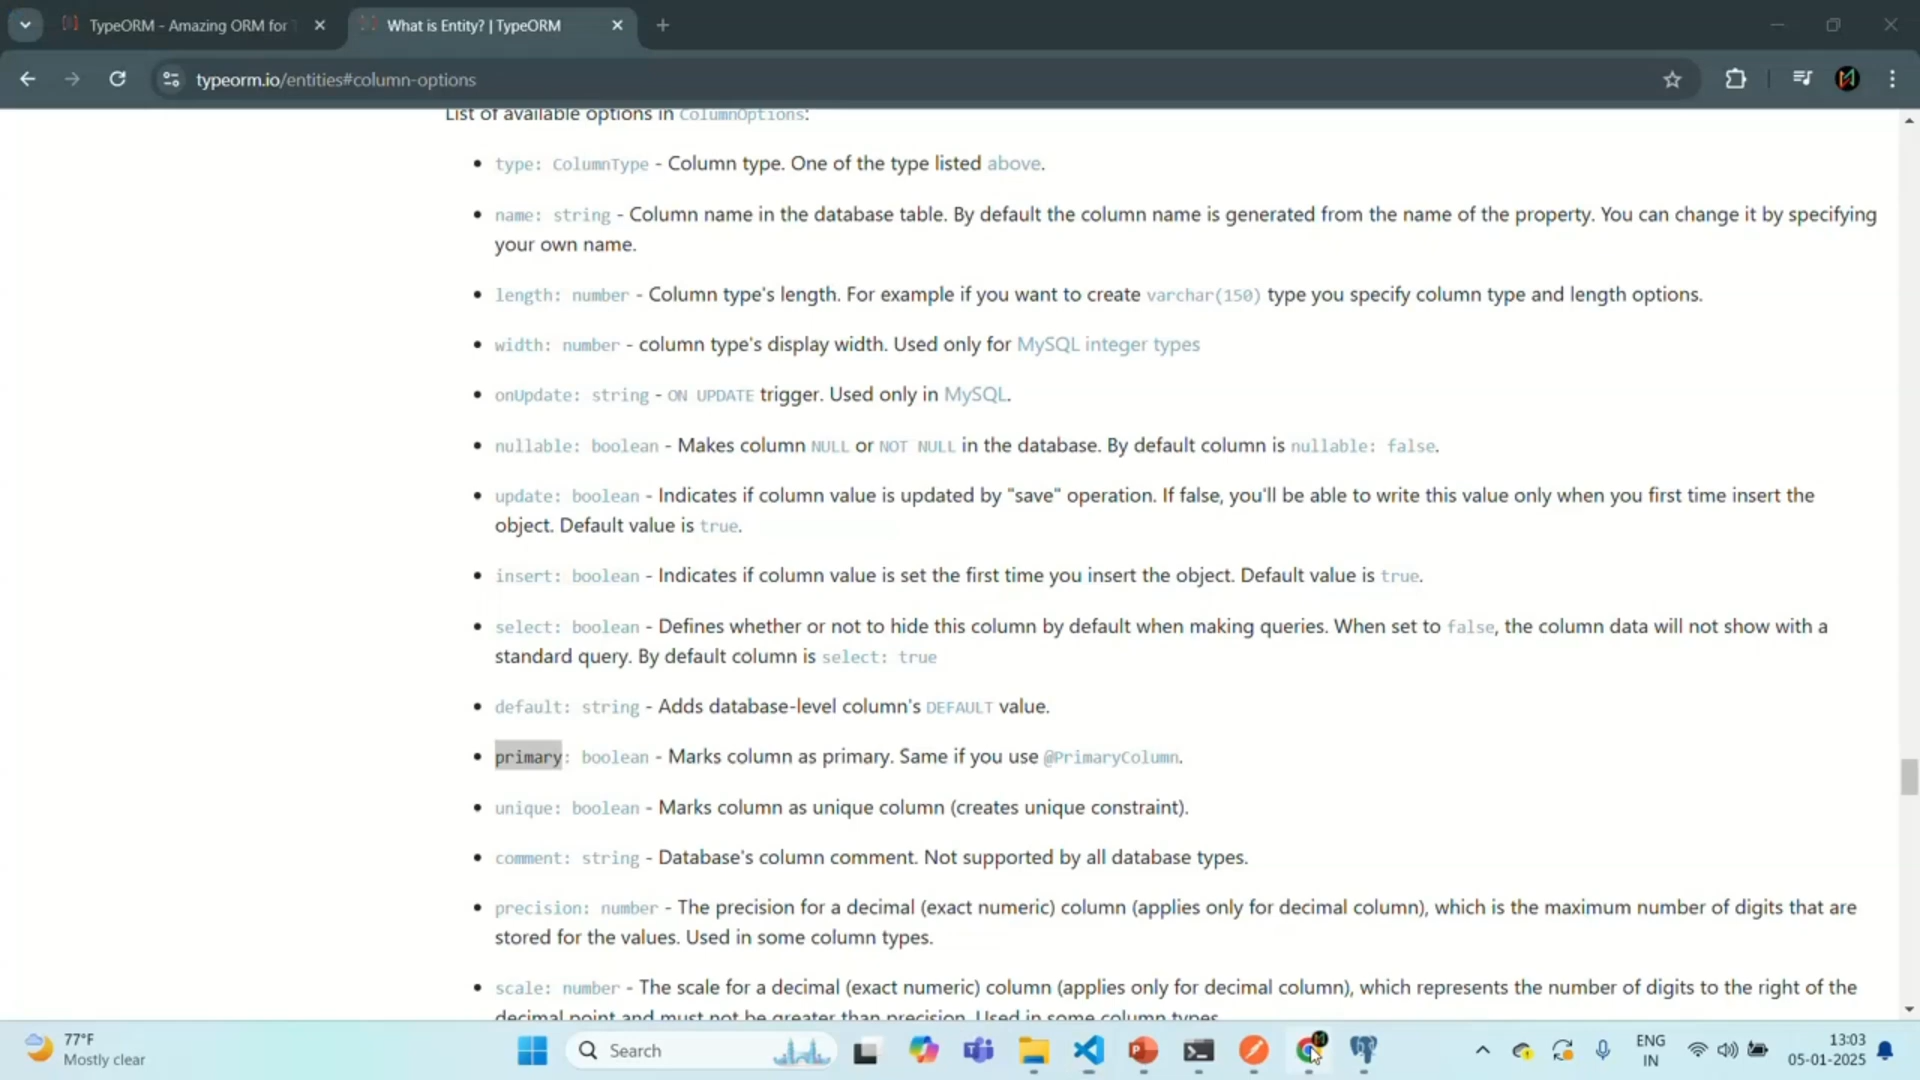 TypeORM - Amazing ORM for
What is Entity? | TypeORM
typeorm.io/entities#column-options
List of available options in ColumnOptions:
type: ColumnType - Column type. One of the type listed above.
name: string - Column name in the database table. By default the column name is generated from the name of the property. You can change it by specifying
your own name.
length: number - Column type's length. For example if you want to create varchar(150) type you specify column type and length options.
width: number - column type's display width. Used only for MySQL integer types
onUpdate: string - ON UPDATE trigger. Used only in MySQL.
nullable: boolean - Makes column NULL or NOT NULL in the database. By default column is nullable: false.
update: boolean - Indicates if column value is updated by "save" operation. If false, you'll be able to write this value only when you first time insert the
object. Default value is true.
insert: boolean - Indicates if column value is set the first time you insert the object. Default value is true.
select: boolean - Defines whether or not to hide this column by default when making queries. When set to false, the column data will not show with a
standard query. By default column is select: true
default: string - Adds database-level column's DEFAULT value.
primary: boolean - Marks column as primary. Same if you use @PrimaryColumn.
unique: boolean - Marks column as unique column (creates unique constraint).
comment: string - Database's column comment. Not supported by all database types.
precision: number - The precision for a decimal (exact numeric) column (applies only for decimal column), which is the maximum number of digits that are
stored for the values. Used in some column types.
scale: number - The scale for a decimal (exact numeric) column (applies only for decimal column), which represents the number of digits to the right of the
decimal point and must not be greater than precision. Used in some column types.
77°F
Mostly clear
Search
ENG
IN
13:03
05-01-2025